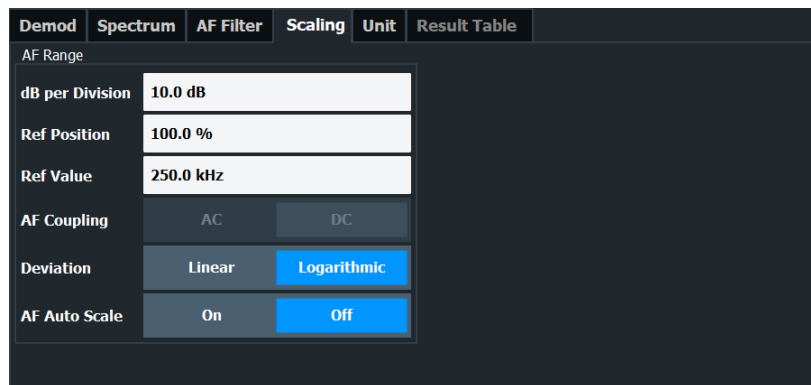 Demod Spectrum AF Filter Scaling Unit Result Table
AF Range
dB per Division 10.0 dB
Ref Position 100.0 %
Ref Value 250.0 kHz
AF Coupling AC DC
Deviation Linear Logarithmic
AF Auto Scale On Off